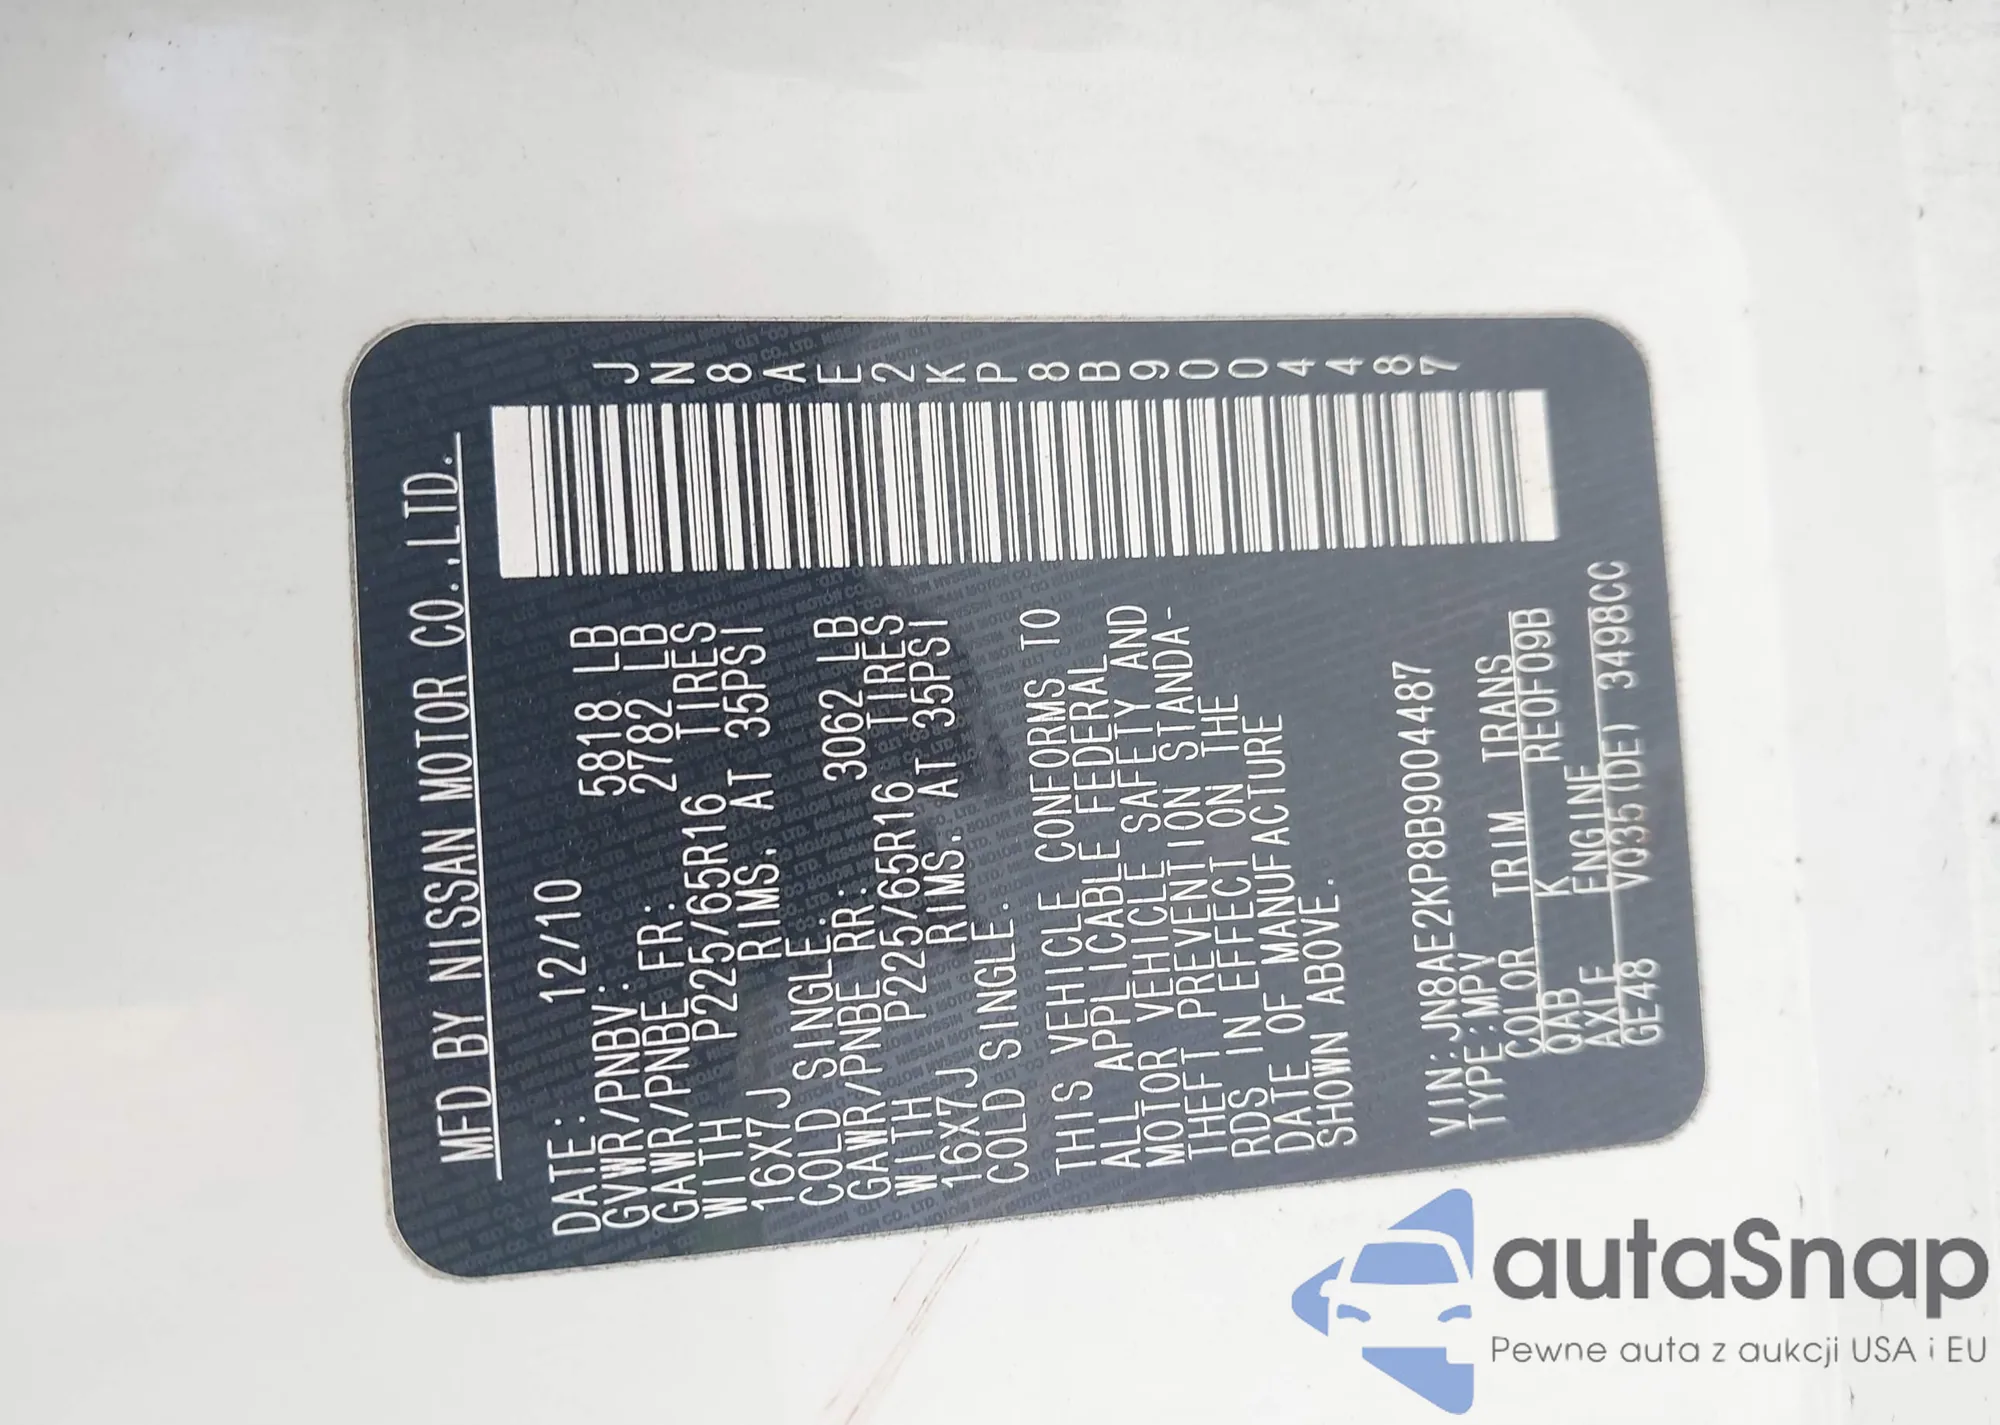 MFD BY NISSAN MOTOR CO.,LTD.
DATE: 12/10
GVWR/PNBV: 5818 LB
GAWR/PNBE FR: 2782 LB
WITH P225/65R16 TIRES
16X7J RIMS. AT 35PSI
COLD SINGLE.
GAWR/PNBE RR: 3062 LB
WITH P225/65R16 TIRES
16X7J RIMS. AT 35PSI
COLD SINGLE.
THIS VEHICLE CONFORMS TO
ALL APPLICABLE FEDERAL
MOTOR VEHICLE SAFETY AND
THEFT PREVENTION STANDA-
RDS IN EFFECT ON THE
DATE OF MANUFACTURE
SHOWN ABOVE.
VIN:JN8AE2KP8B9004487
TYPE:MPV
COLOR TRIM TRANS
QAB K RE0F09B
AXLE ENGINE
GE48 VQ35(DE) 3498CC
JN8AE2KP8B9004487
autaSnap
Pewne auta z aukcji USA i EU